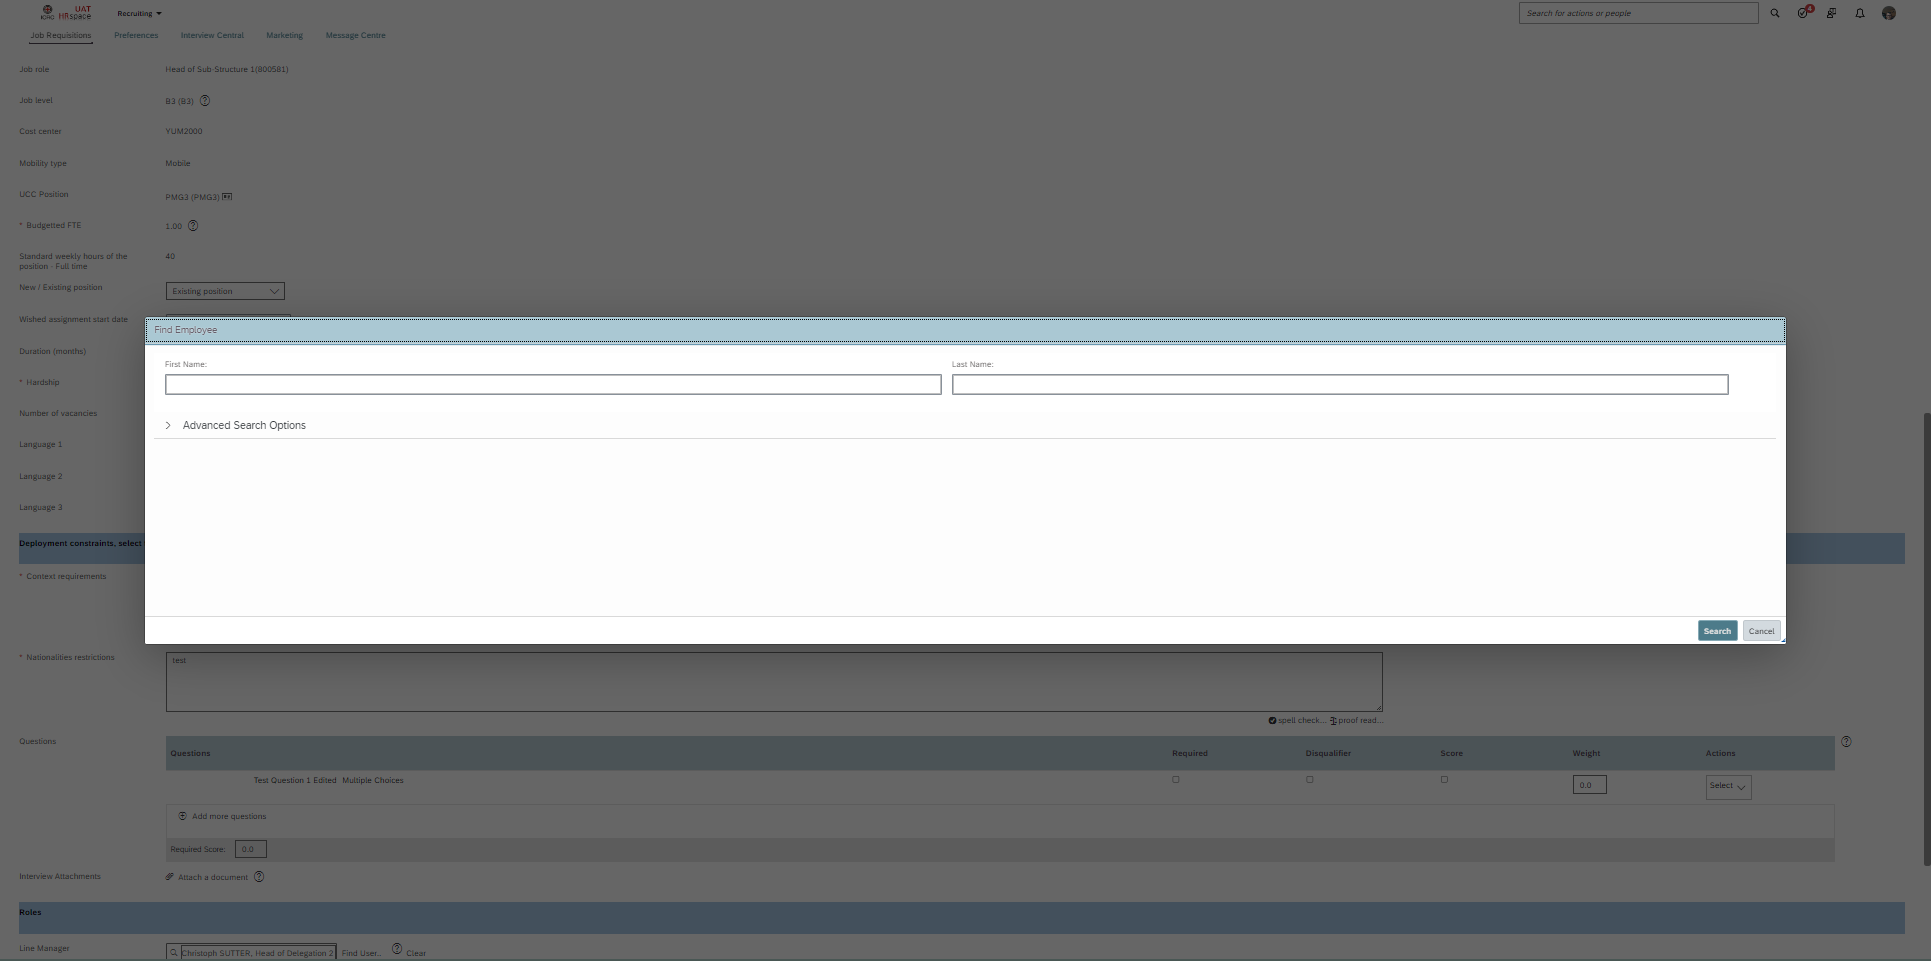 UAT
ICRC HRspace
Recruiting
Search for actions or people
4
Job Requisitions
Preferences
Interview Central
Marketing
Message Centre
Job role
Head of Sub-Structure 1(800581)
Job level
B3 (B3)
Cost center
YUM2000
Mobility type
Mobile
UCC Position
PMG3 (PMG3)
* Budgetted FTE
1.00
Standard weekly hours of the
position - Full time
40
New / Existing position
Existing position
Wished assignment start date
Find Employee
Duration (months)
First Name:
Last Name:
* Hardship
Number of vacancies
Advanced Search Options
Language 1
Language 2
Language 3
Deployment constraints, select
* Context requirements
Search
Cancel
* Nationalities restrictions
test
spell check...
proof read...
Questions
Questions
Required
Disqualifier
Score
Weight
Actions
Test Question 1 Edited Multiple Choices
0.0
Select
Add more questions
Required Score:
0.0
Interview Attachments
Attach a document
Roles
Line Manager
Christoph SUTTER, Head of Delegation 2
Find User..
Clear